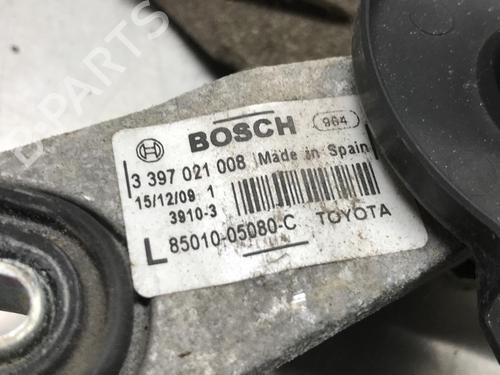 BOSCH 984
3 397 021 008 Made in Spain
15/12/09 1
3910-3
L 85010-05080-C TOYOTA